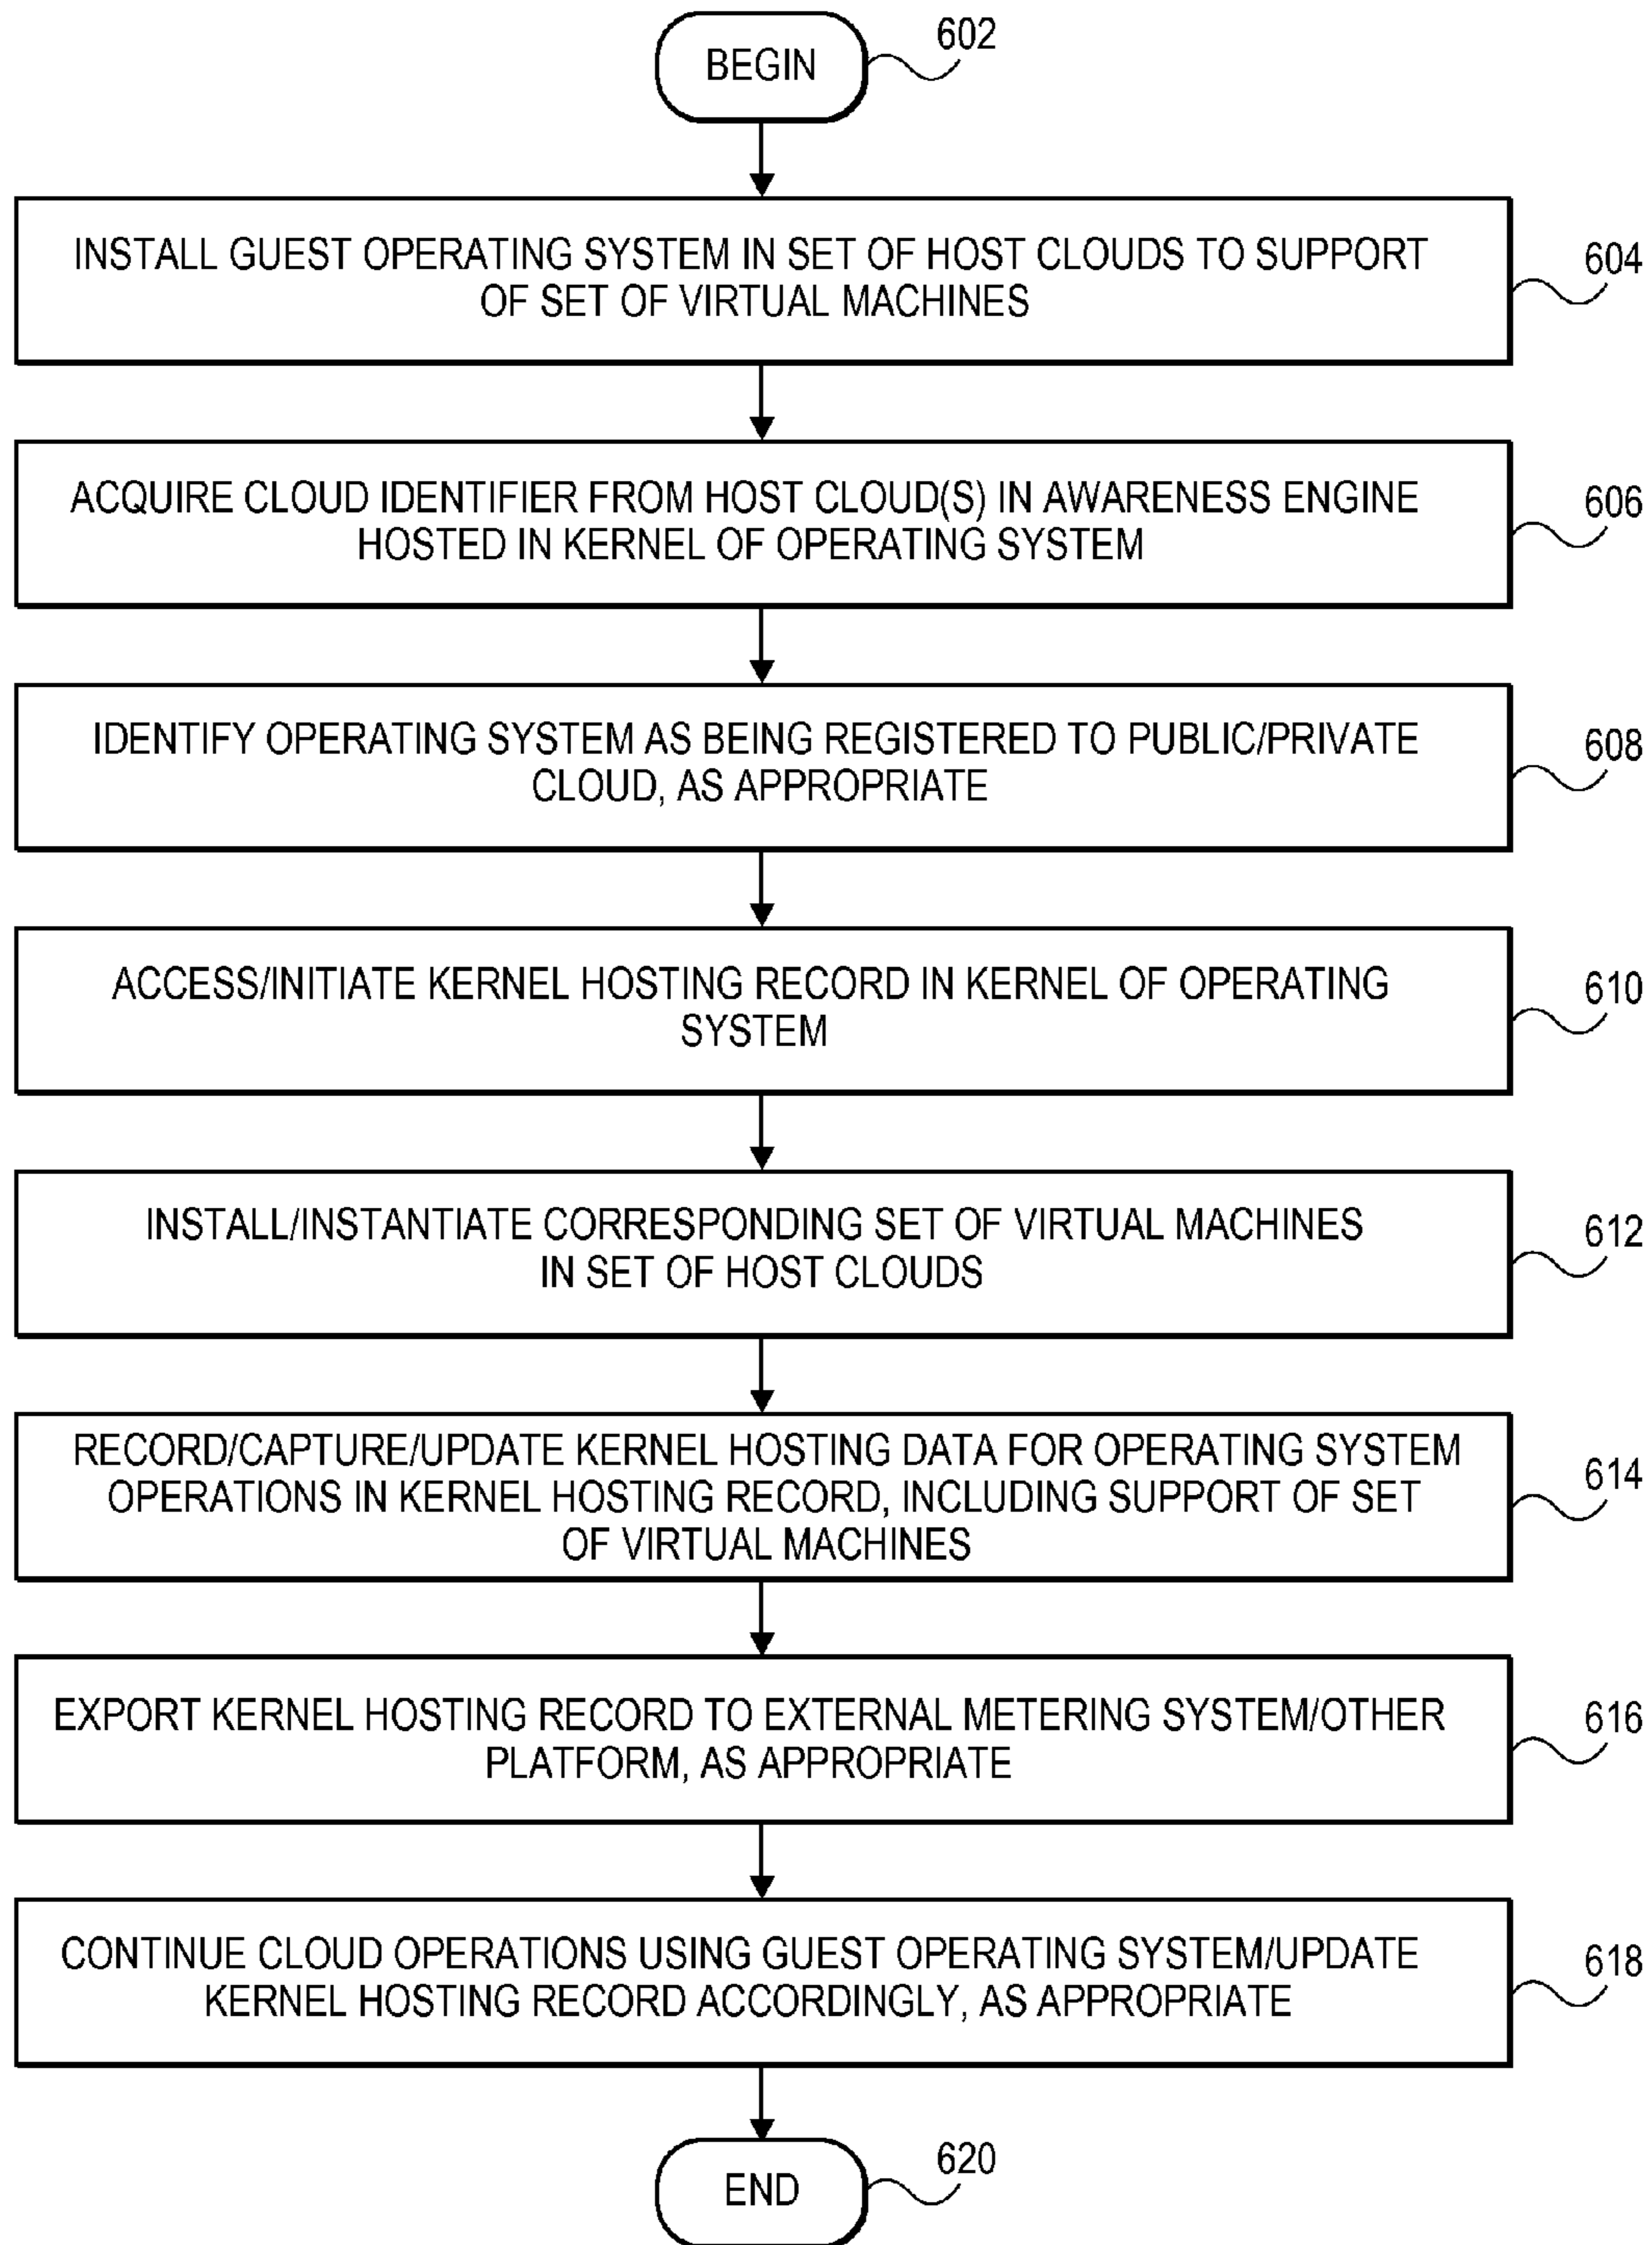 BEGIN
602
INSTALL GUEST OPERATING SYSTEM IN SET OF HOST CLOUDS TO SUPPORT
OF SET OF VIRTUAL MACHINES
604
ACQUIRE CLOUD IDENTIFIER FROM HOST CLOUD(S) IN AWARENESS ENGINE
HOSTED IN KERNEL OF OPERATING SYSTEM
606
IDENTIFY OPERATING SYSTEM AS BEING REGISTERED TO PUBLIC/PRIVATE
CLOUD, AS APPROPRIATE
608
ACCESS/INITIATE KERNEL HOSTING RECORD IN KERNEL OF OPERATING
SYSTEM
610
INSTALL/INSTANTIATE CORRESPONDING SET OF VIRTUAL MACHINES
IN SET OF HOST CLOUDS
612
RECORD/CAPTURE/UPDATE KERNEL HOSTING DATA FOR OPERATING SYSTEM
OPERATIONS IN KERNEL HOSTING RECORD, INCLUDING SUPPORT OF SET
OF VIRTUAL MACHINES
614
EXPORT KERNEL HOSTING RECORD TO EXTERNAL METERING SYSTEM/OTHER
PLATFORM, AS APPROPRIATE
616
CONTINUE CLOUD OPERATIONS USING GUEST OPERATING SYSTEM/UPDATE
KERNEL HOSTING RECORD ACCORDINGLY, AS APPROPRIATE
618
END
620